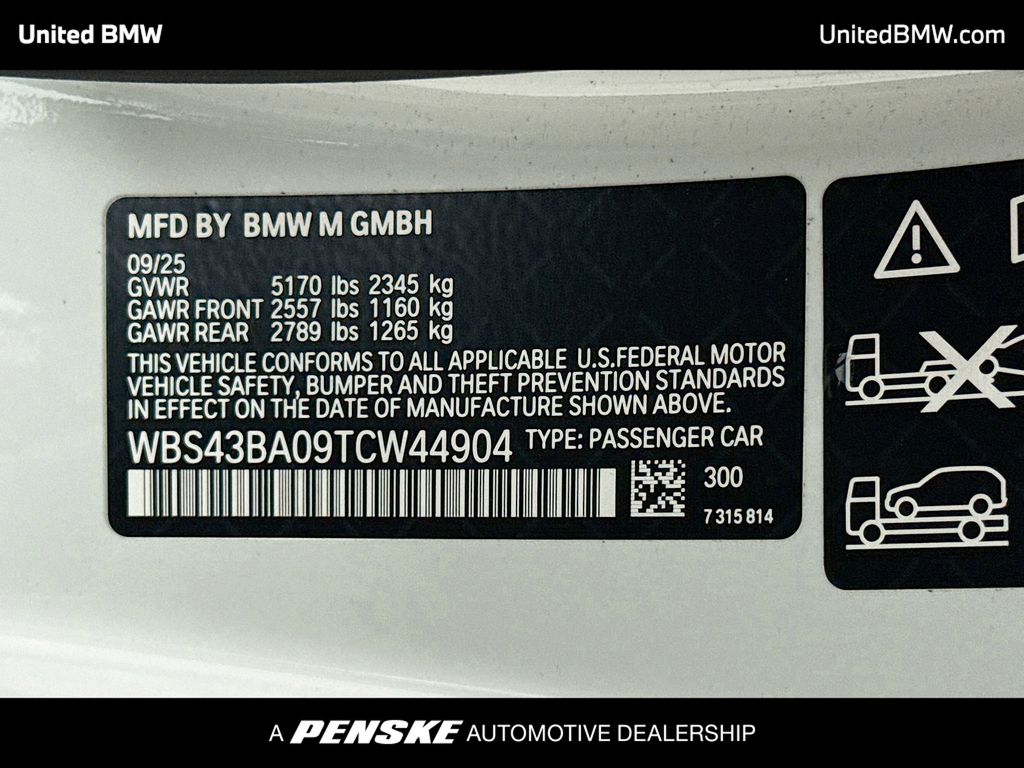 United BMW
UnitedBMW.com
MFD BY BMW M GMBH
09/25
GVWR 5170 lbs 2345 kg
GAWR FRONT 2557 lbs 1160 kg
GAWR REAR 2789 lbs 1265 kg
THIS VEHICLE CONFORMS TO ALL APPLICABLE U.S.FEDERAL MOTOR
VEHICLE SAFETY, BUMPER AND THEFT PREVENTION STANDARDS
IN EFFECT ON THE DATE OF MANUFACTURE SHOWN ABOVE.
WBS43BA09TCW44904 TYPE: PASSENGER CAR
300
7 315 814
A PENSKE AUTOMOTIVE DEALERSHIP